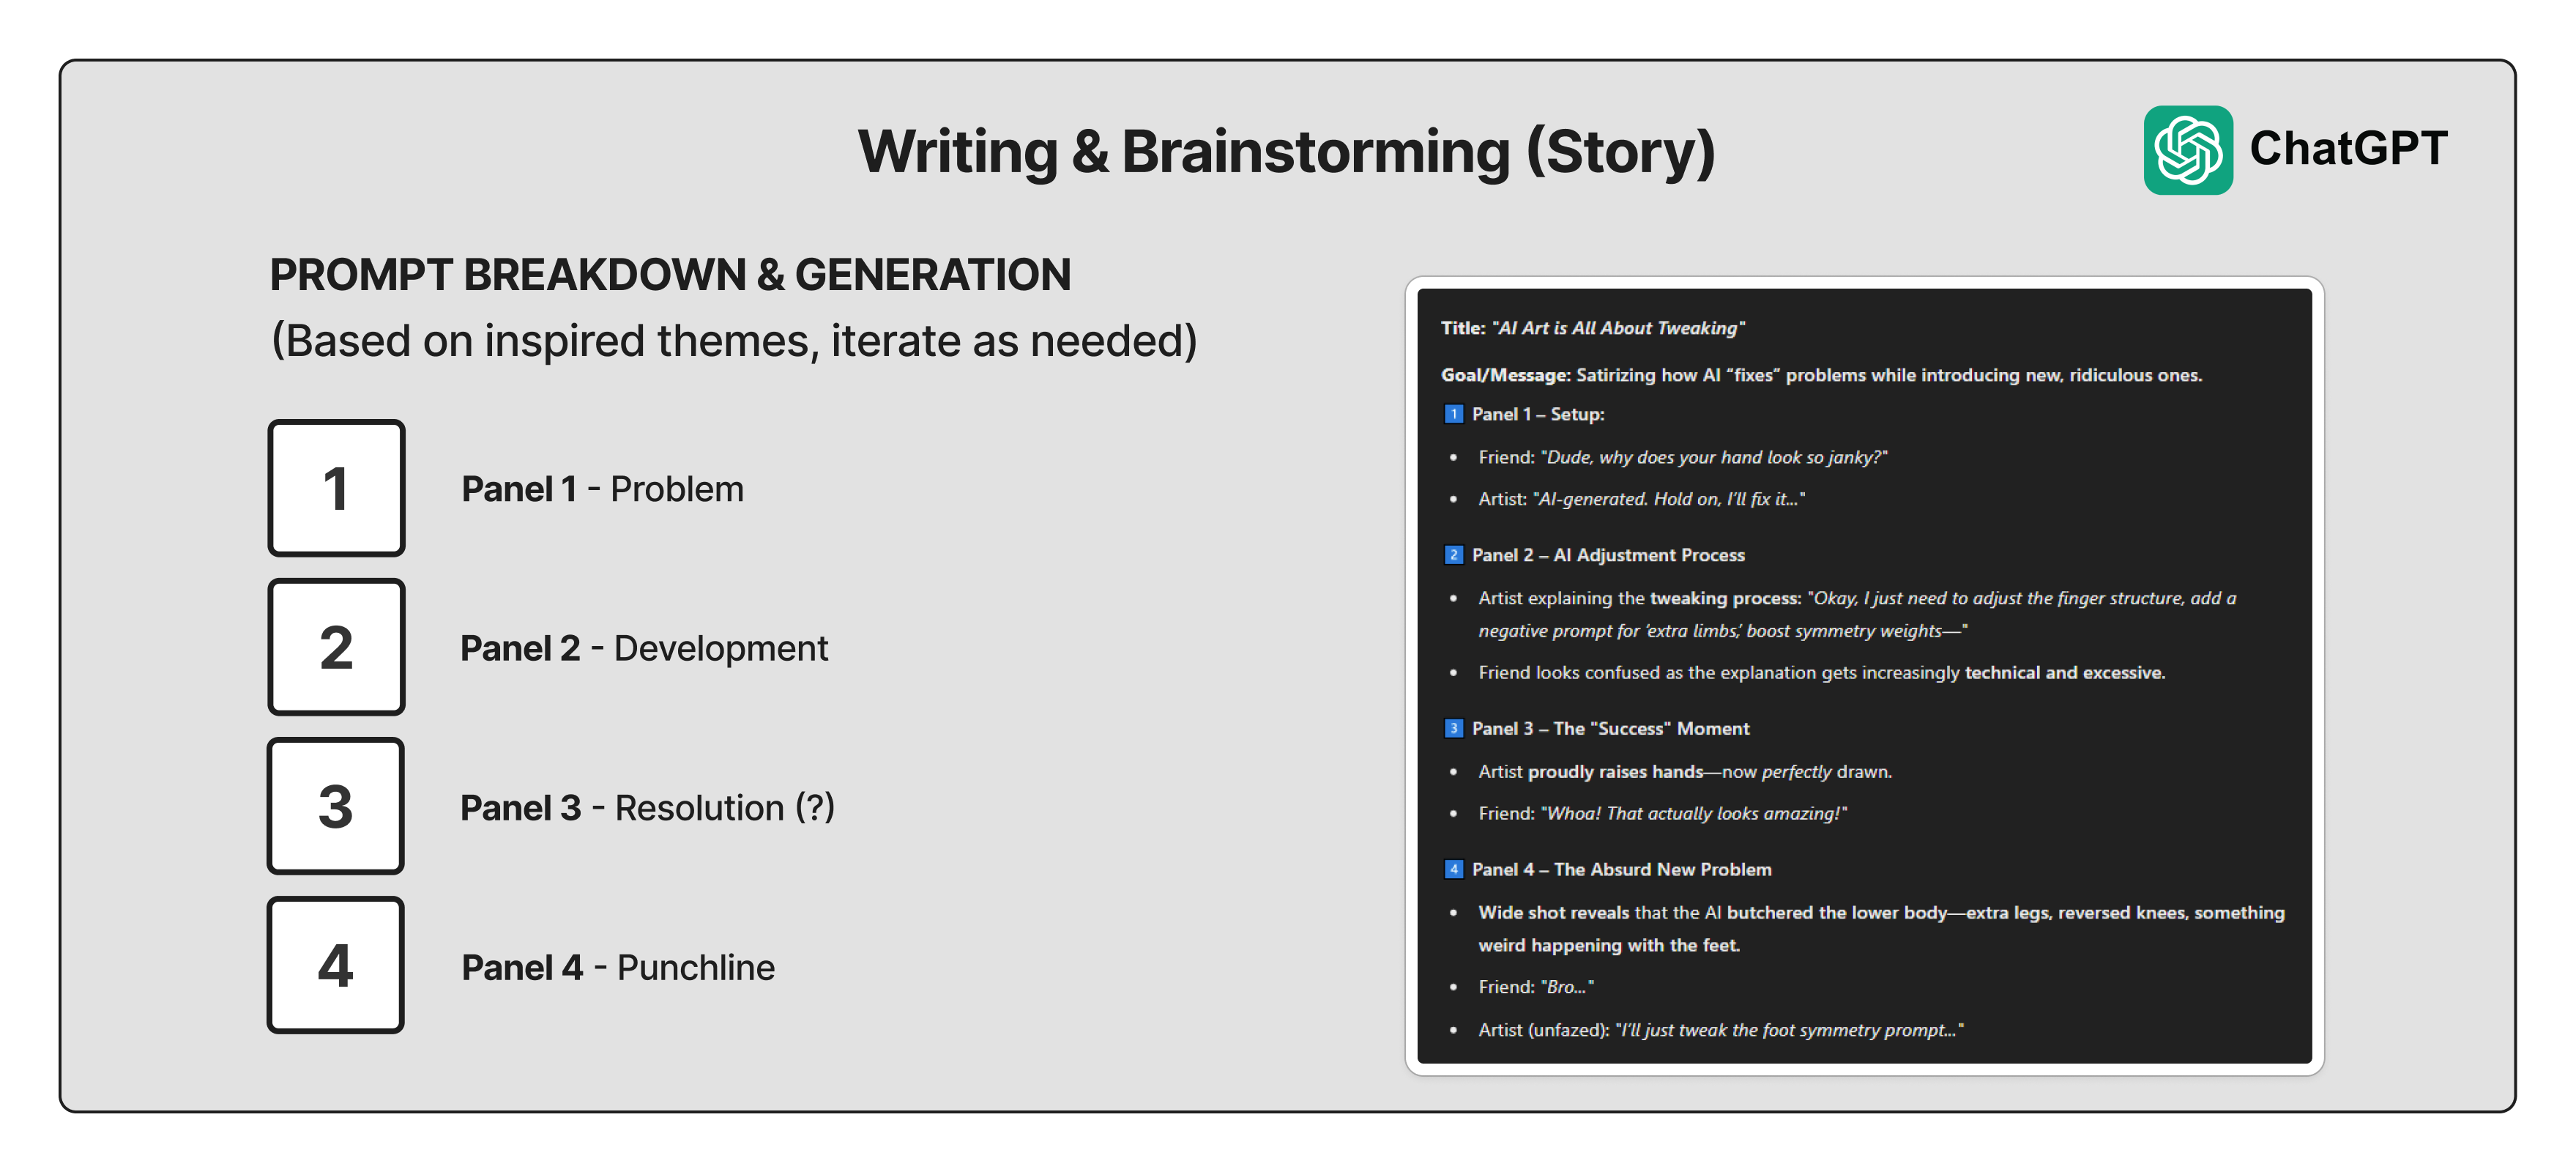 Writing & Brainstorming (Story)
ChatGPT
PROMPT BREAKDOWN & GENERATION
(Based on inspired themes, iterate as needed)
1
Panel 1 - Problem
2
Panel 2 - Development
3
Panel 3 - Resolution (?)
4
Panel 4 - Punchline
Title: "AI Art is All About Tweaking"
Goal/Message: Satirizing how AI “fixes” problems while introducing new, ridiculous ones.
1 Panel 1 – Setup:
• Friend: "Dude, why does your hand look so janky?"
• Artist: "AI-generated. Hold on, I’ll fix it..."
2 Panel 2 – AI Adjustment Process
• Artist explaining the tweaking process: "Okay, I just need to adjust the finger structure, add a
negative prompt for ‘extra limbs,’ boost symmetry weights—"
• Friend looks confused as the explanation gets increasingly technical and excessive.
3 Panel 3 – The "Success" Moment
• Artist proudly raises hands—now perfectly drawn.
• Friend: "Whoa! That actually looks amazing!"
4 Panel 4 – The Absurd New Problem
• Wide shot reveals that the AI butchered the lower body—extra legs, reversed knees, something
weird happening with the feet.
• Friend: "Bro..."
• Artist (unfazed): "I’ll just tweak the foot symmetry prompt..."